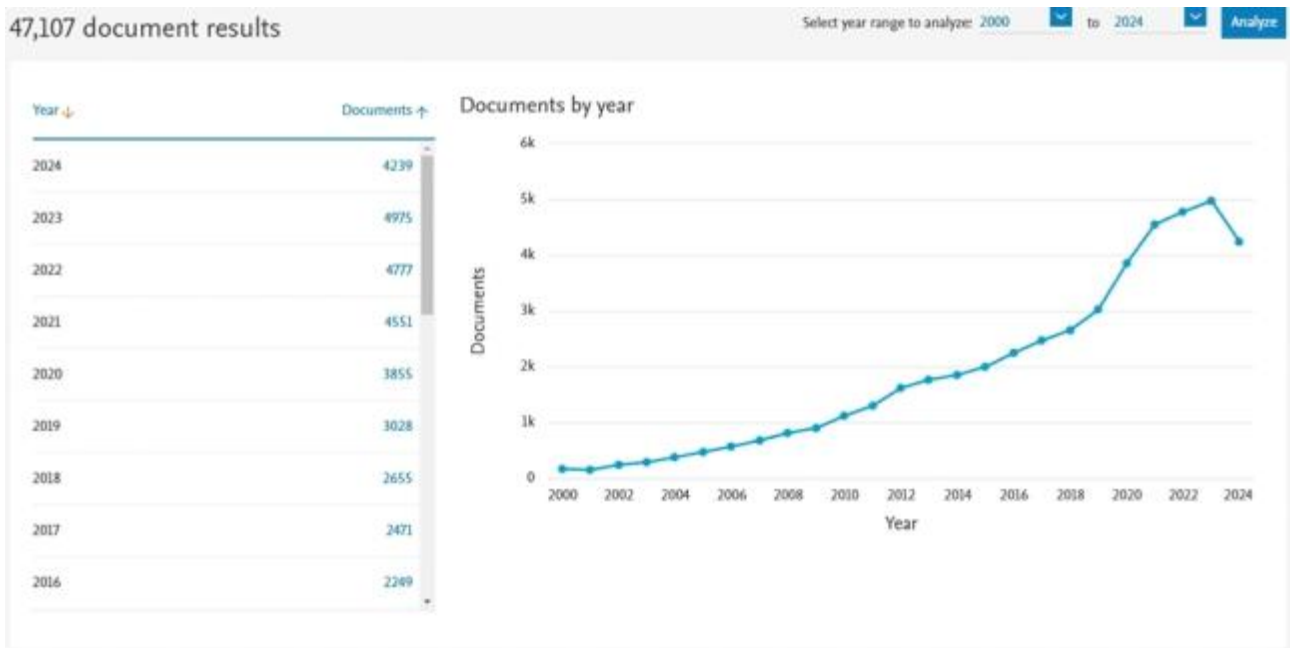 47,107 document results
Select year range to analyze: 2000 to 2024 Analyze
Year Documents
2024 4239
2023 4975
2022 4777
2021 4551
2020 3855
2019 3028
2018 2655
2017 2471
2016 2249
Documents by year
6k
5k
4k
3k
2k
1k
0
Documents
2000 2002 2004 2006 2008 2010 2012 2014 2016 2018 2020 2022 2024
Year